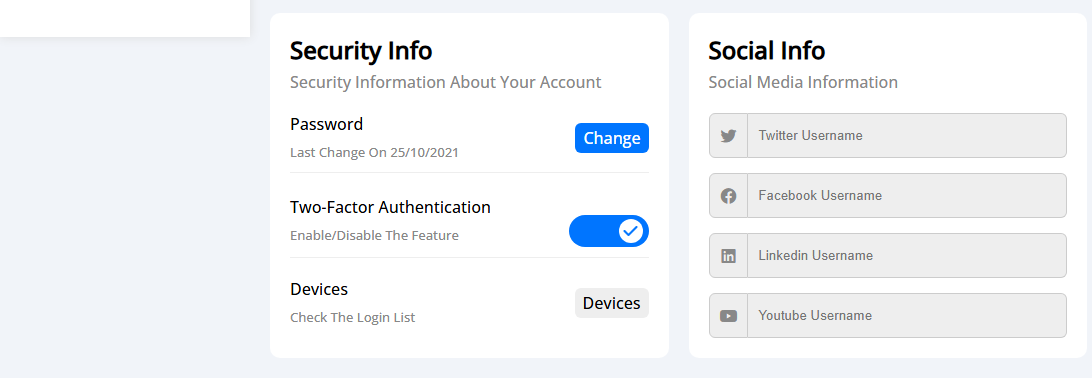 Security Info
Security Information About Your Account
Password
Last Change On 25/10/2021
Change
Two-Factor Authentication
Enable/Disable The Feature
Devices
Check The Login List
Devices
Social Info
Social Media Information
Twitter Username
Facebook Username
Linkedin Username
Youtube Username